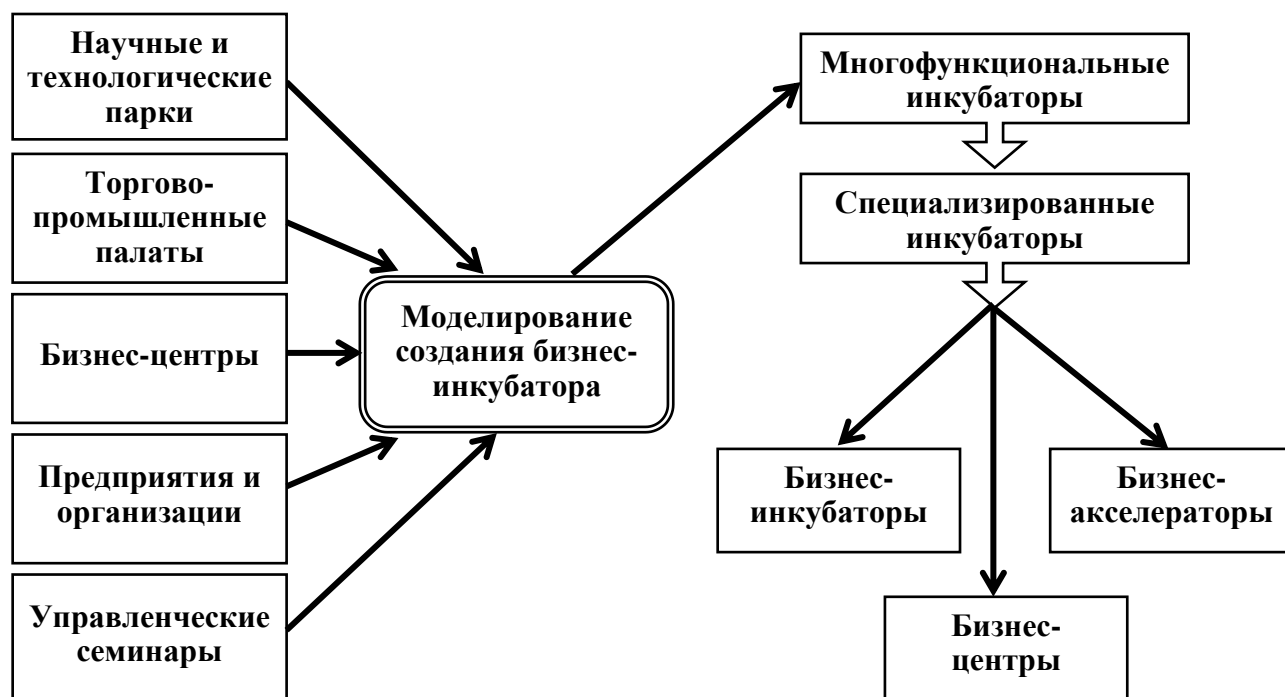 Научные и
технологические
парки
Торгово-
промышленные
палаты
Бизнес-центры
Предприятия и
организации
Управленческие
семинары
Моделирование
создания бизнес-
инкубатора
Многофункциональные
инкубаторы
Специализированные
инкубаторы
Бизнес-
инкубаторы
Бизнес-
акселераторы
Бизнес-
центры